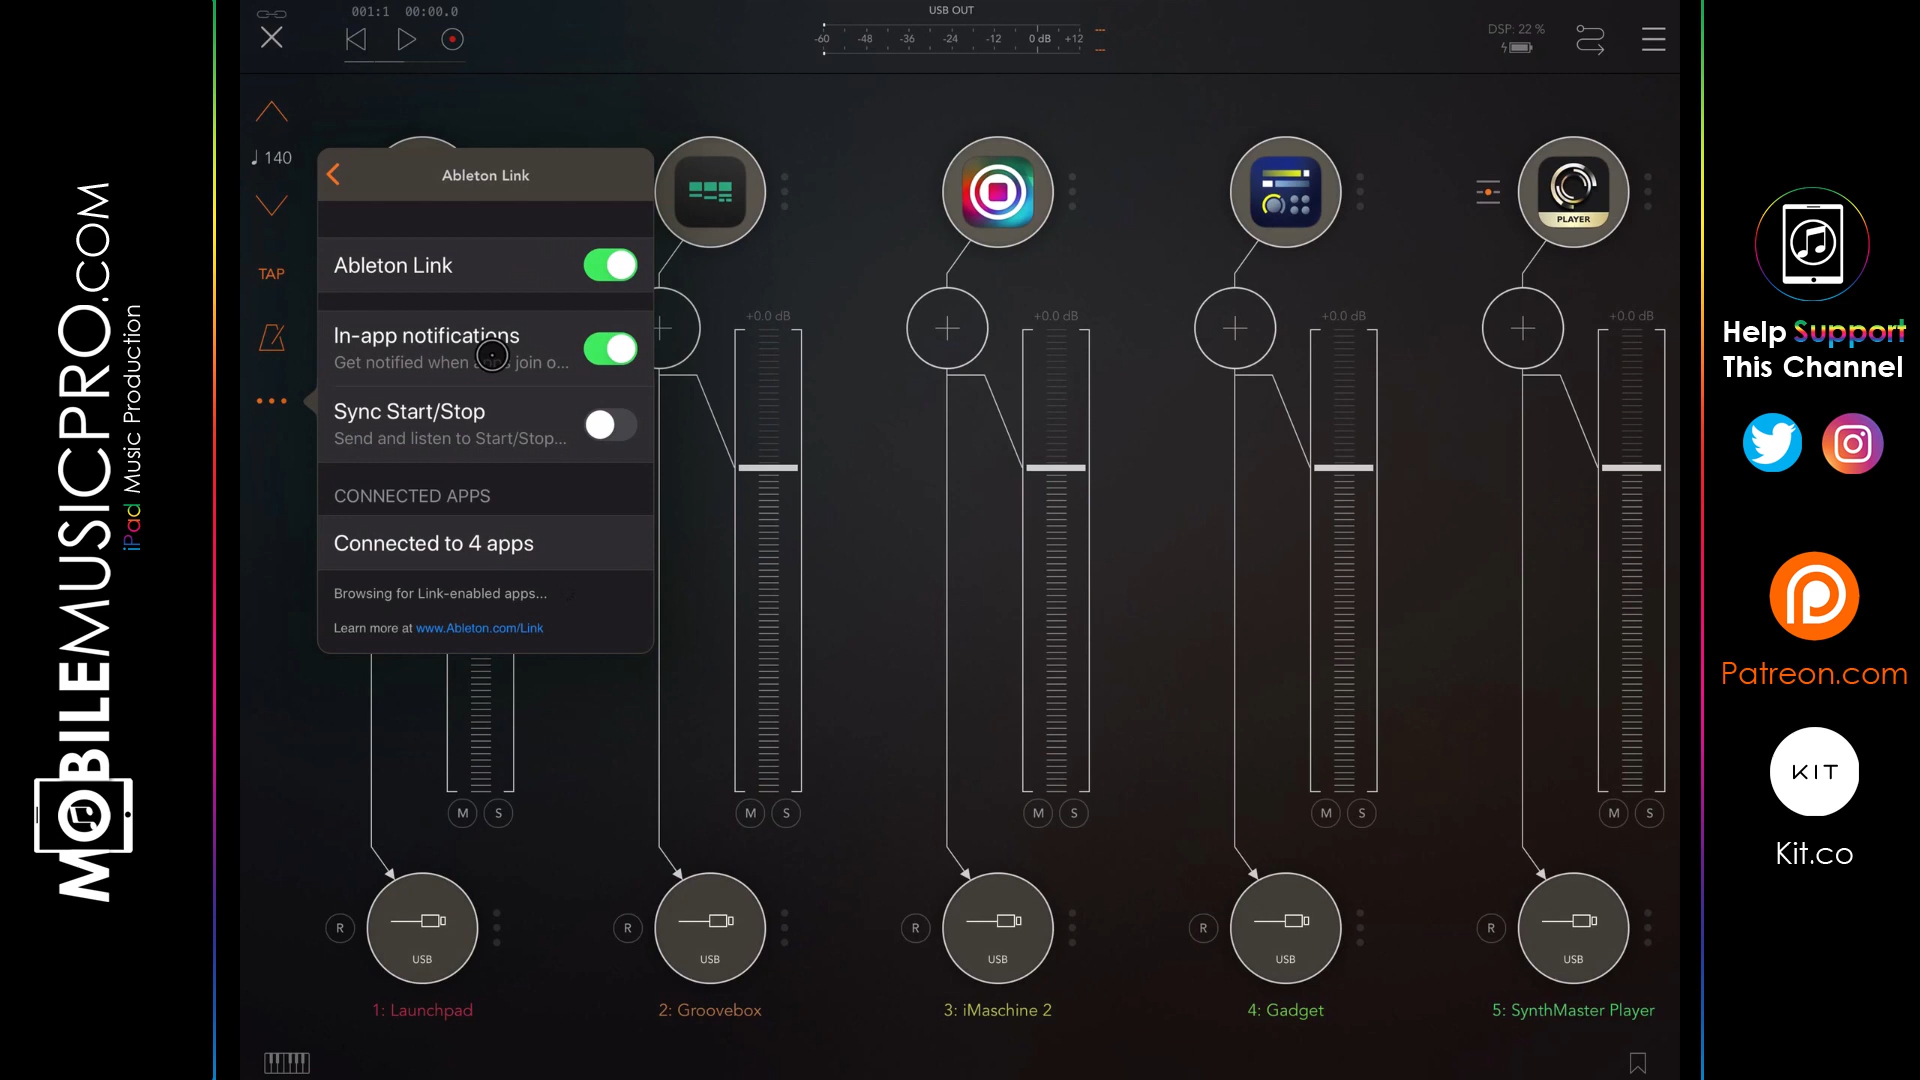 MOBILEMUSICPRO.COM
iPad Music Production
001:1 00:00.0
USB OUT
-60 -48 -36 -24 -12 0 dB +12
DSP: 22 %
140
TAP
Ableton Link
Ableton Link
In-app notifications
Get notified when apps join o...
Sync Start/Stop
Send and listen to Start/Stop...
CONNECTED APPS
Connected to 4 apps
Browsing for Link-enabled apps...
Learn more at www.Ableton.com/Link
PLAYER
+0.0 dB +0.0 dB +0.0 dB +0.0 dB
M S M S M S M S M S
R R R R R
USB USB USB USB USB
1: Launchpad 2: Groovebox 3: iMaschine 2 4: Gadget 5: SynthMaster Player
Help Support
This Channel
Patreon.com
KIT
Kit.co